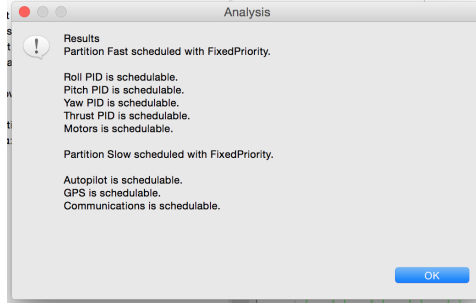 Analysis
Results
Partition Fast scheduled with FixedPriority.
Roll PID is schedulable.
Pitch PID is schedulable.
Yaw PID is schedulable.
Thrust PID is schedulable.
Motors is schedulable.
Partition Slow scheduled with FixedPriority.
Autopilot is schedulable.
GPS is schedulable.
Communications is schedulable.
OK